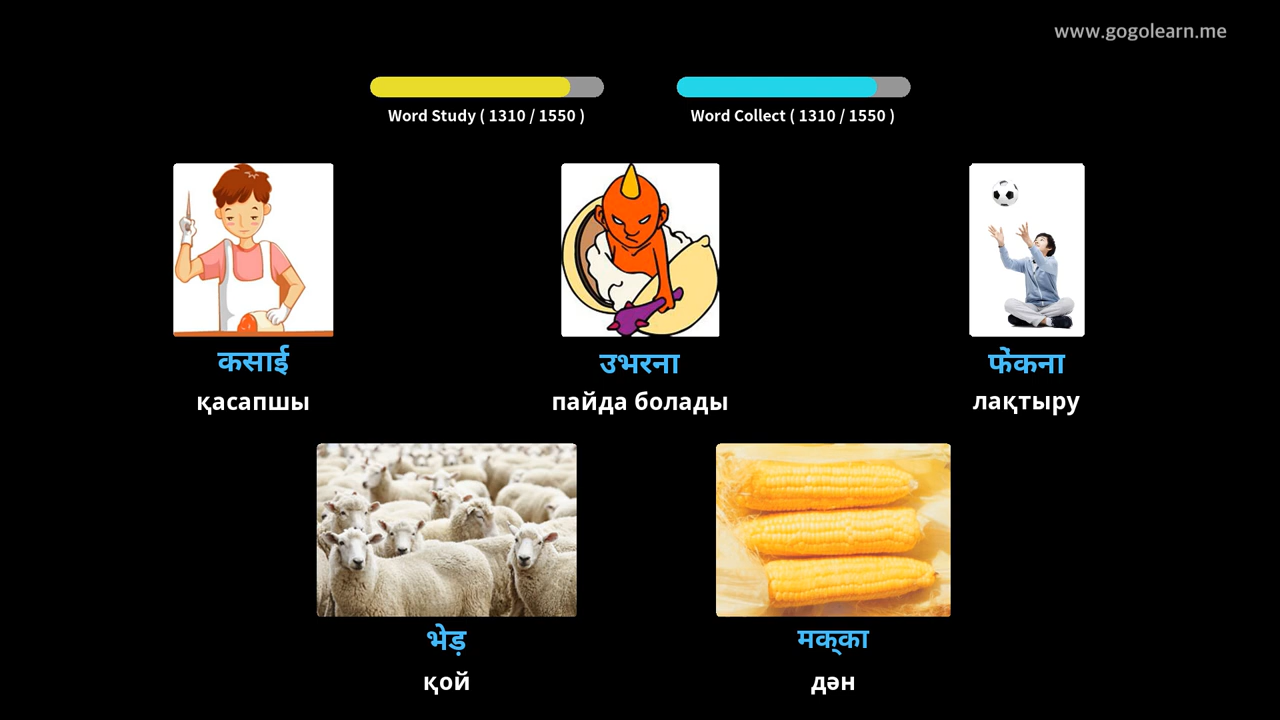 www.gogolearn.me
Word Study ( 1310 / 1550 )
Word Collect ( 1310 / 1550 )
कसाई
қасапшы
उभरना
пайда болады
फेंकना
лақтыру
भेड़
қой
मक्का
дән